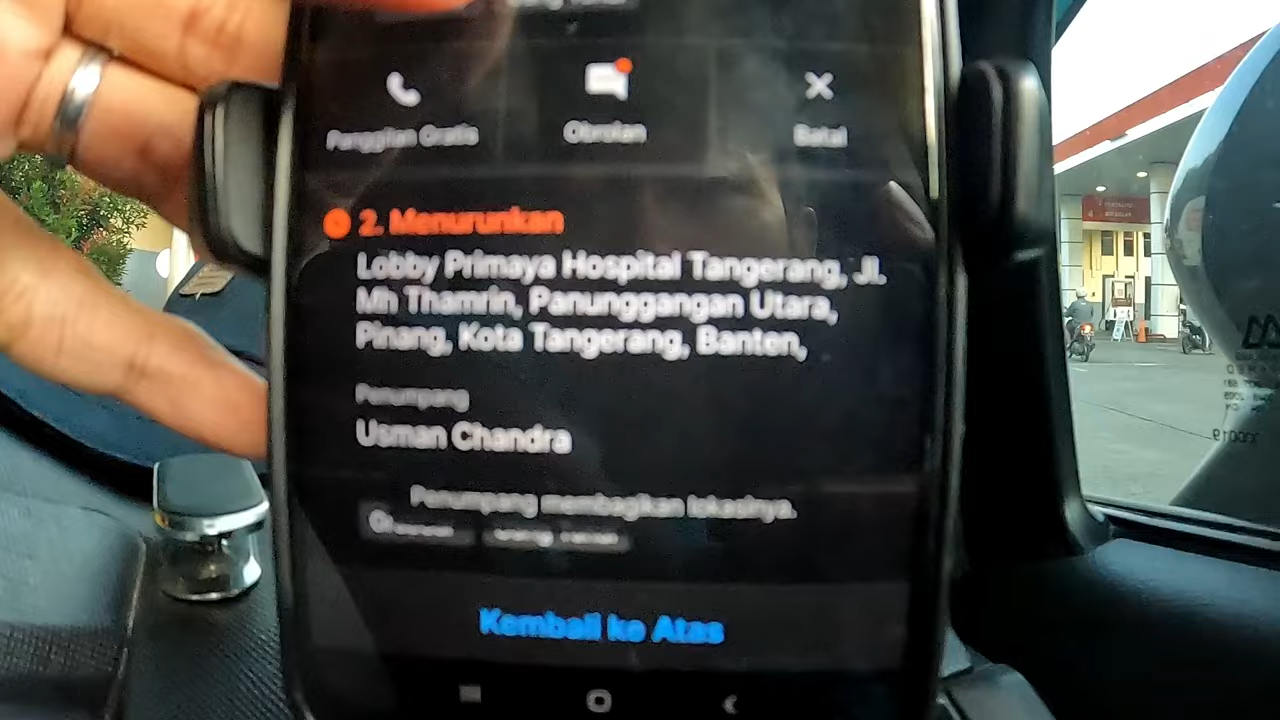 Panggilan Gratis
Obrolan
Batal
2. Menurunkan
Lobby Primaya Hospital Tangerang, Jl.
Mh Thamrin, Panunggangan Utara,
Pinang, Kota Tangerang, Banten,
Penumpang
Usman Chandra
Penumpang membagikan lokasinya.
Kembali ke Atas